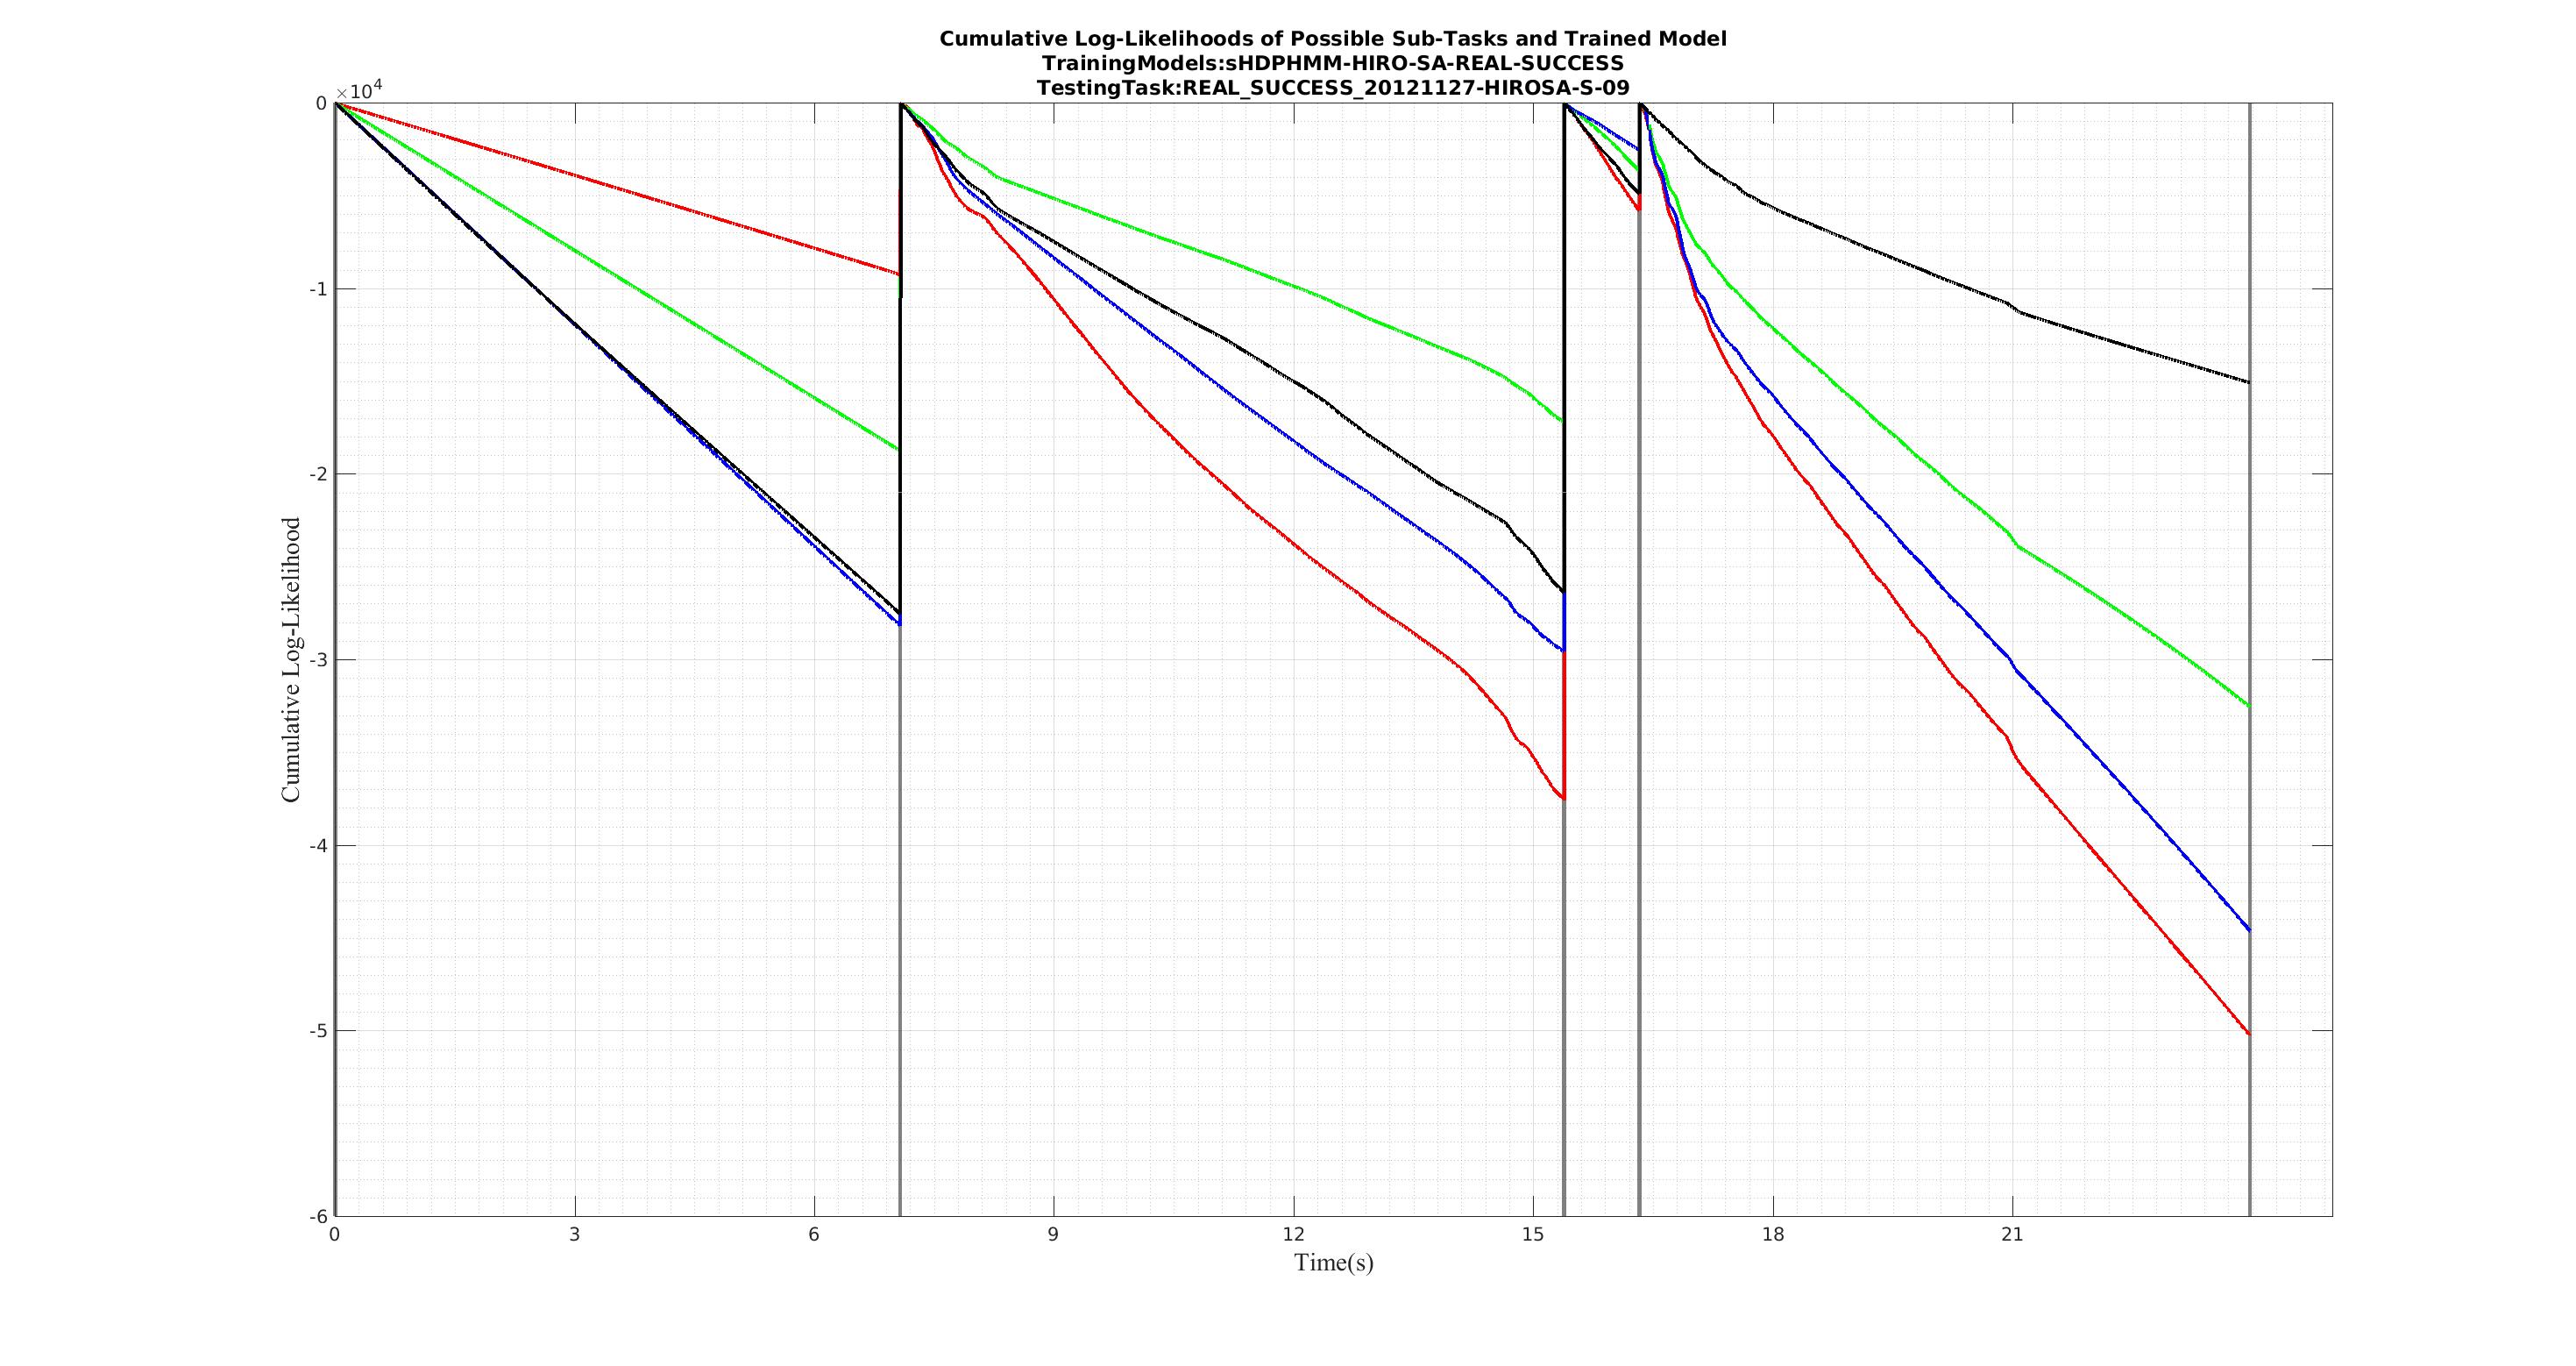 Cumulative Log-Likelihoods of Possible Sub-Tasks and Trained Model
TrainingModels:sHDPHMM-HIRO-SA-REAL-SUCCESS
TestingTask:REAL_SUCCESS_20121127-HIROSA-S-09
×10⁴
0
-1
-2
-3
-4
-5
-6
Cumulative Log-Likelihood
0 3 6 9 12 15 18 21
Time(s)